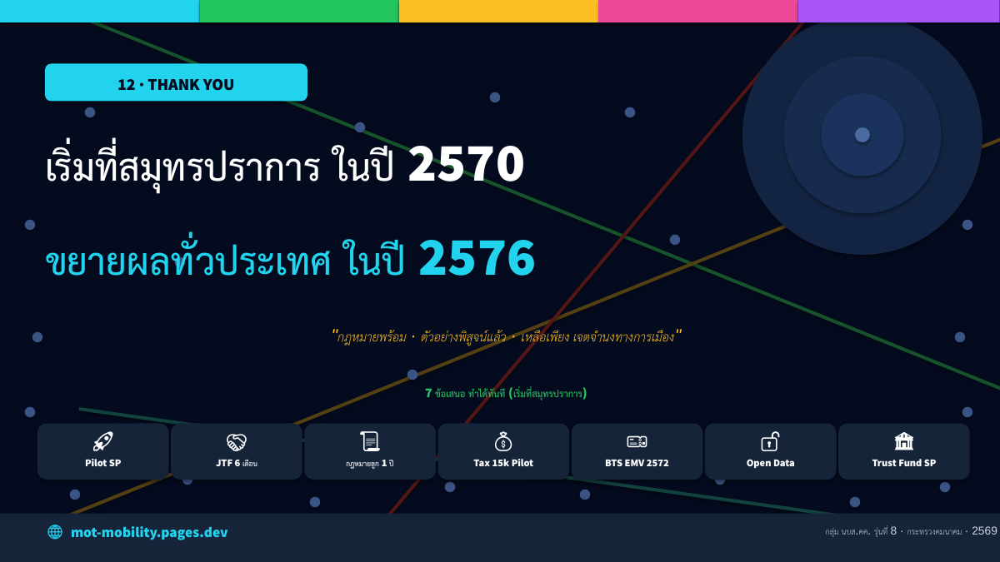 12 · THANK YOU
เริ่มที่สมุทรปราการ ในปี 2570
ขยายผลทั่วประเทศ ในปี 2576
"กฎหมายพร้อม · ตัวอย่างพิสูจน์แล้ว · เหลือเพียง เจตจำนงทางการเมือง"
7 ข้อเสนอ ทำได้ทันที (เริ่มที่สมุทรปราการ)
Pilot SP
JTF 6 เดือน
กฎหมายลูก 1 ปี
Tax 15k Pilot
BTS EMV 2572
Open Data
Trust Fund SP
mot-mobility.pages.dev
กลุ่ม นบส.คค. รุ่นที่ 8 · กระทรวงคมนาคม · 2569